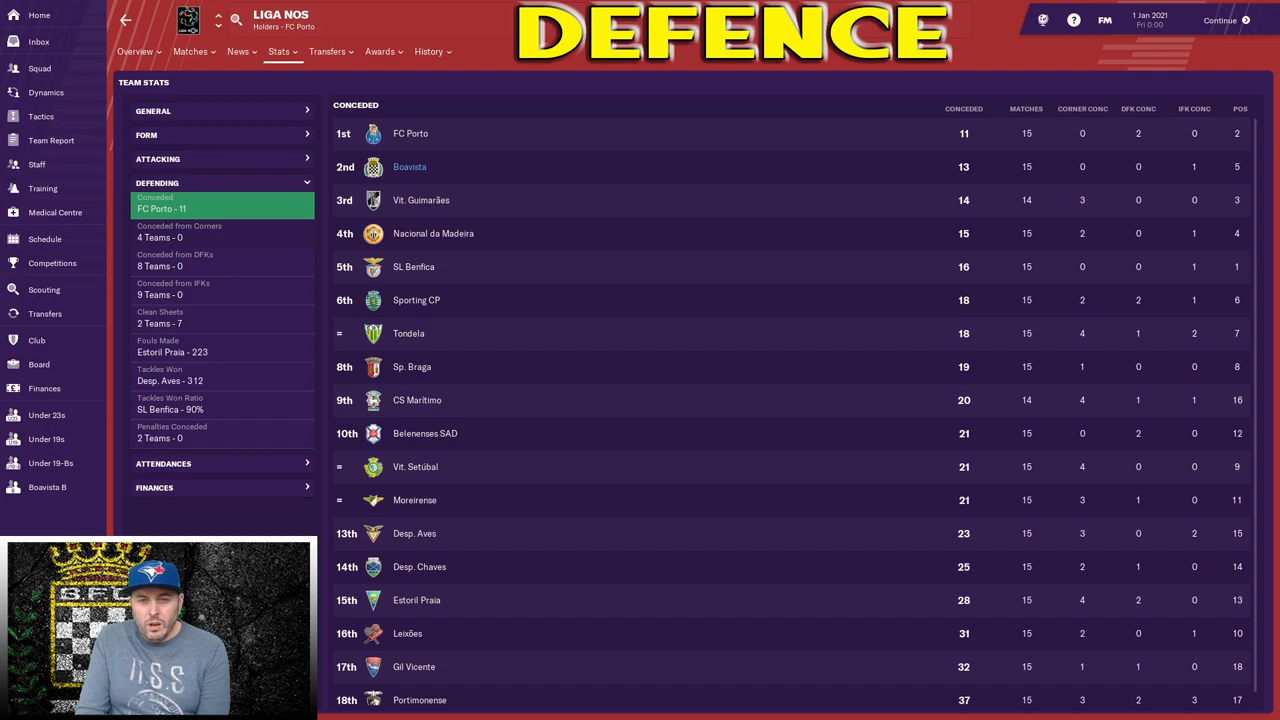 Home
Inbox
Squad
Dynamics
Tactics
Team Report
Staff
Training
Medical Centre
Schedule
Competitions
Scouting
Transfers
Club
Board
Finances
Under 23s
Under 19s
Under 19-Bs
Boavista B
LIGA NOS
Holders - FC Porto
DEFENCE
FM
1 Jan 2021
Fri 0:00
Continue
Overview Matches News Stats Transfers Awards History
TEAM STATS
GENERAL
FORM
ATTACKING
DEFENDING
Conceded
FC Porto - 11
Conceded from Corners
4 Teams - 0
Conceded from DFKs
8 Teams - 0
Conceded from IFKs
9 Teams - 0
Clean Sheets
2 Teams - 7
Fouls Made
Estoril Praia - 223
Tackles Won
Desp. Aves - 312
Tackles Won Ratio
SL Benfica - 90%
Penalties Conceded
2 Teams - 0
ATTENDANCES
FINANCES
CONCEDED CONCEDED MATCHES CORNER CONC DFK CONC IFK CONC POS
1st FC Porto 11 15 0 2 0 2
2nd Boavista 13 15 0 0 1 5
3rd Vit. Guimarães 14 14 3 0 0 3
4th Nacional da Madeira 15 15 2 0 1 4
5th SL Benfica 16 15 0 0 1 1
6th Sporting CP 18 15 2 2 1 6
= Tondela 18 15 4 1 2 7
8th Sp. Braga 19 15 1 0 0 8
9th CS Marítimo 20 14 4 1 1 16
10th Belenenses SAD 21 15 0 2 0 12
= Vit. Setúbal 21 15 4 0 0 9
= Moreirense 21 15 3 1 0 11
13th Desp. Aves 23 15 3 0 2 15
14th Desp. Chaves 25 15 2 1 0 14
15th Estoril Praia 28 15 4 2 0 13
16th Leixões 31 15 2 0 1 10
17th Gil Vicente 32 15 1 1 0 18
18th Portimonense 37 15 3 2 3 17
B.F.C